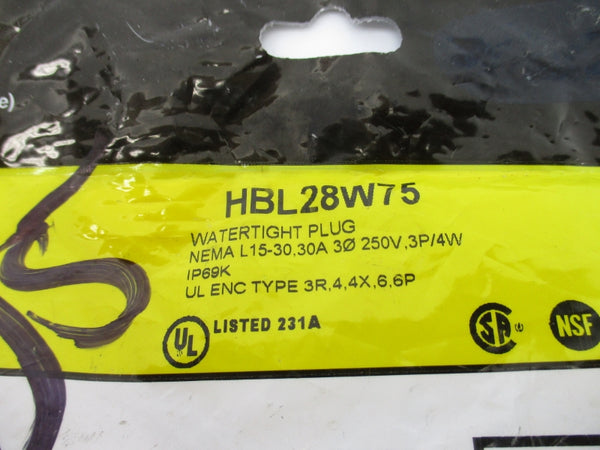 e)
HBL28W75
WATERTIGHT PLUG
NEMA L15-30,30A 3Ø 250V,3P/4W
IP69K
UL ENC TYPE 3R,4,4X,6,6P
UL LISTED 231A SA NSF